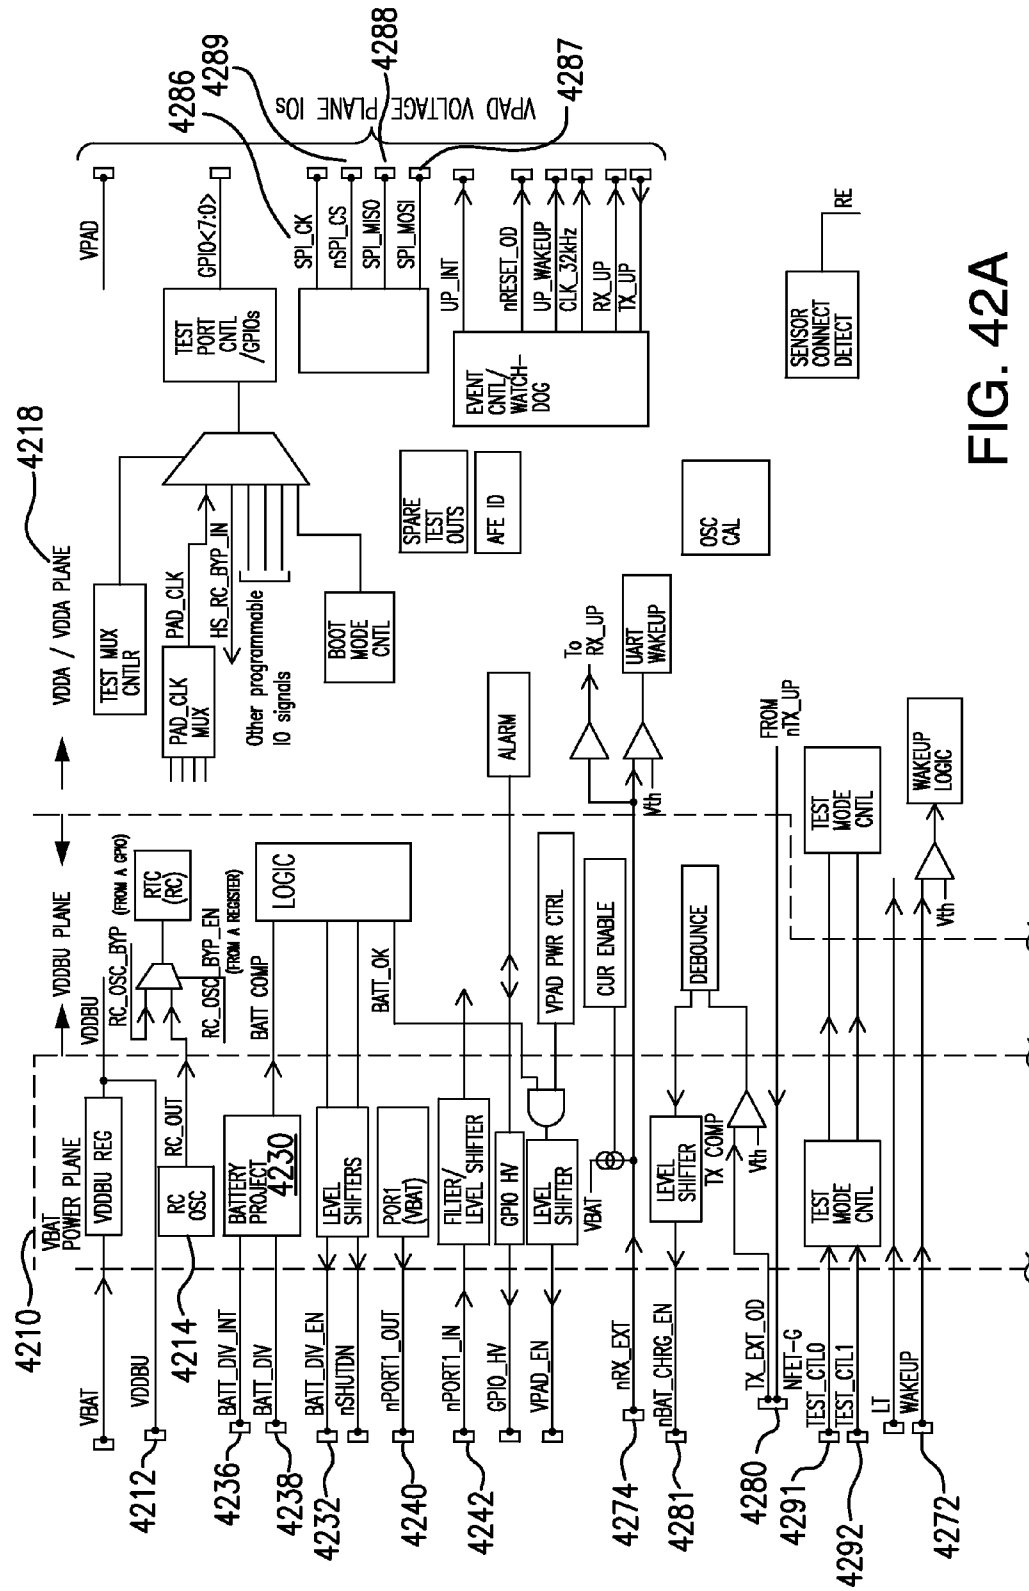 4210
VBAT
POWER PLANE
VDDBU PLANE
VDDA / VDDA PLANE
4218
VBAT
VDDBU REG
VDDBU
VDDBU
4212
RC_OSC_BYP (FROM A GPIO)
RTC
(RC)
RC_OSC_BYP_EN
(FROM A REGISTER)
RC
OSC
RC_OUT
4214
BATT_DIV_INT
BATT_DIV
4236
4238
BATTERY
PROJECT
4230
BATT COMP
LOGIC
BATT_OK
BATT_DIV_EN
nSHUTDN
4232
LEVEL
SHIFTERS
nPORT1_OUT
4240
PORT1
(VBAT)
nPORT1_IN
4242
FILTER/
LEVEL SHIFTER
GPIO_HV
GPIO HV
ALARM
VPAD_EN
LEVEL
SHIFTER
VPAD PWR CTRL
VBAT
CUR ENABLE
nRX_EXT
4274
To
RX_UP
UART
WAKEUP
Vth
nBAT_CHRG_EN
4281
LEVEL
SHIFTER
DEBOUNCE
TX COMP
Vth
TX_EXT_OD
NFET-G
4280
FROM
nTX_UP
TEST_CTL0
TEST_CTL1
4291
4292
TEST
MODE
CNTL
TEST
MODE
CNTL
LT
WAKEUP
4272
Vth
WAKEUP
LOGIC
TEST MUX
CNTLR
PAD_CLK
MUX
PAD_CLK
HS_RC_BYP_IN
Other programmable
IO signals
BOOT
MODE
CNTL
TEST
PORT
CNTL
/GPIOs
VPAD
GPIO<7:0>
SPI_CK
nSPI_CS
SPI_MISO
SPI_MOSI
4286
4289
4288
4287
VPAD VOLTAGE PLANE IOs
SPARE
TEST
OUTS
AFE ID
EVENT
CNTL/
WATCH-
DOG
UP_INT
nRESET_OD
UP_WAKEUP
CLK_32kHz
RX_UP
TX_UP
OSC
CAL
SENSOR
CONNECT
DETECT
RE
FIG. 42A